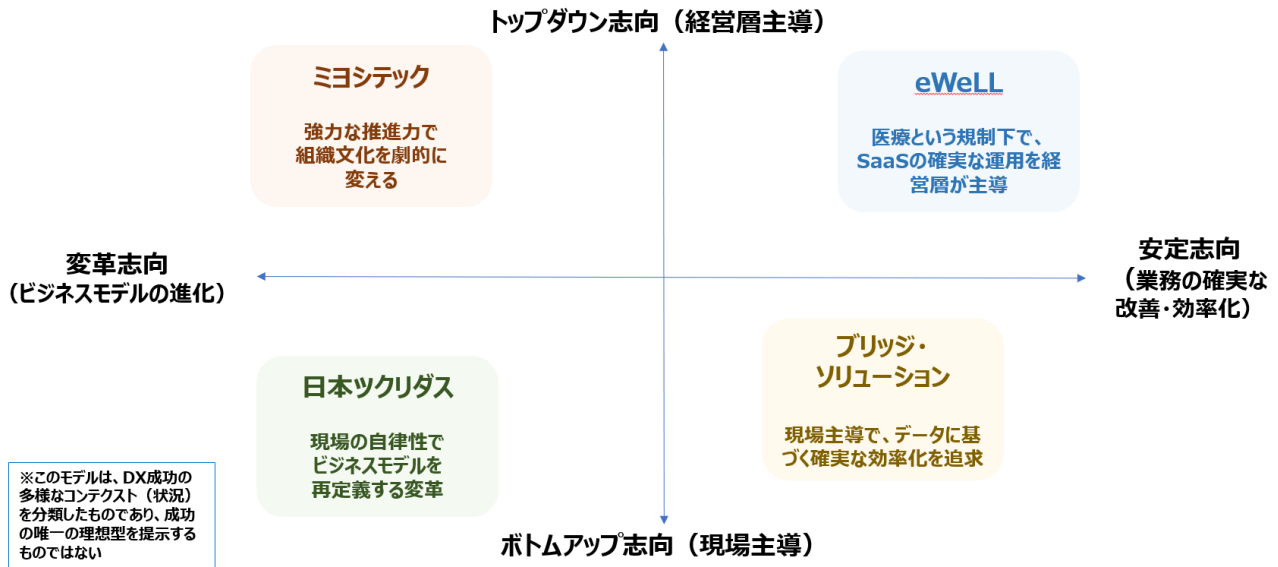 トップダウン志向（経営層主導）
ミヨシテック
強力な推進力で
組織文化を劇的に
変える
eWeLL
医療という規制下で、
SaaSの確実な運用を経
営層が主導
変革志向
（ビジネスモデルの進化）
安定志向
（業務の確実な
改善・効率化）
日本ツクリダス
現場の自律性で
ビジネスモデルを
再定義する変革
ブリッジ・
ソリューション
現場主導で、データに基
づく確実な効率化を追求
※このモデルは、DX成功の
多様なコンテクスト（状況）
を分類したものであり、成功
の唯一の理想型を提示する
ものではない
ボトムアップ志向（現場主導）